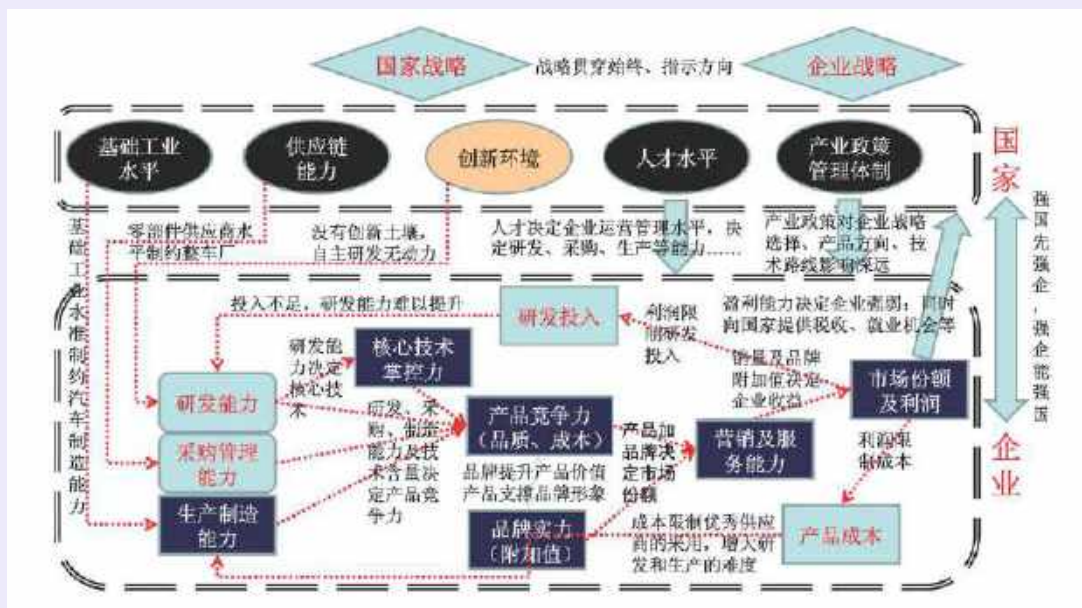 国家战略
战略贯穿始终、指示方向
企业战略
基础工业
水平
供应链
能力
创新环境
人才水平
产业政策
管理体制
国家
强国先强企，强企能强国
企业
基础工业水准制约汽车制造能力
零部件供应商水
平制约整车厂
没有创新土壤，
自主研发无动力
人才决定企业运营管理水平，决
定研发、采购、生产等能力……
产业政策对企业战略
选择、产品方向、技
术路线影响深远
投入不足，研发能力难以提升
研发投入
利润限
制研发
投入
盈利能力决定企业强弱；同时
向国家提供税收、就业机会等
研发能
力决定
核心技
术
核心技术
掌控力
销量及品牌
附加值决定
企业收益
市场份额
及利润
研发能力
研发、采
购、制造
能力及技
术含量决
定产品竞
争力
产品竞争力
（品质、成本）
产品加
品牌决
定市场
份额
营销及服
务能力
利润限
制成本
采购管理
能力
品牌提升产品价值
产品支撑品牌形象
生产制造
能力
品牌实力
（附加值）
成本限制优秀供应
商的采用，增大研
发和生产的难度
产品成本